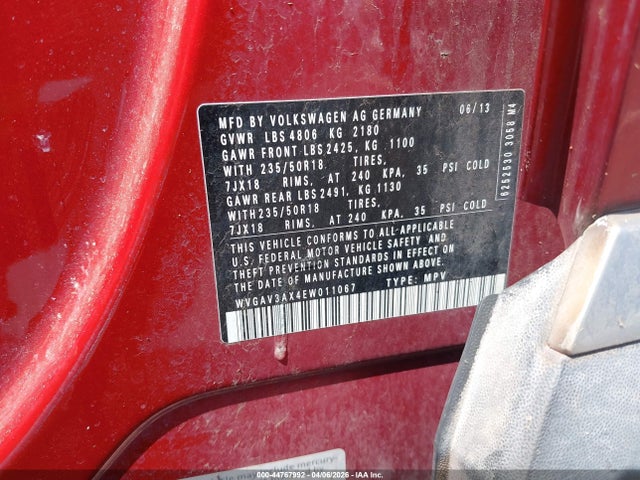 MFD BY VOLKSWAGEN AG GERMANY 06/13
GVWR LBS 4806 KG 2180
GAWR FRONT LBS 2425, KG 1100
WITH 235/50R18 TIRES,
7JX18 RIMS, AT 240 KPA, 35 PSI COLD
GAWR REAR LBS 2491, KG 1130
WITH 235/50R18 TIRES,
7JX18 RIMS, AT 240 KPA, 35 PSI COLD
THIS VEHICLE CONFORMS TO ALL APPLICABLE
U.S. FEDERAL MOTOR VEHICLE SAFETY AND
THEFT PREVENTION STANDARDS IN EFFECT ON
THE DATE OF MANUFACTURE SHOWN ABOVE.
WVGAV3AX4EW011067 TYPE: MPV
6252530 3058 M4
include mercury
000-44767992 04/06/2026 IAA Inc.